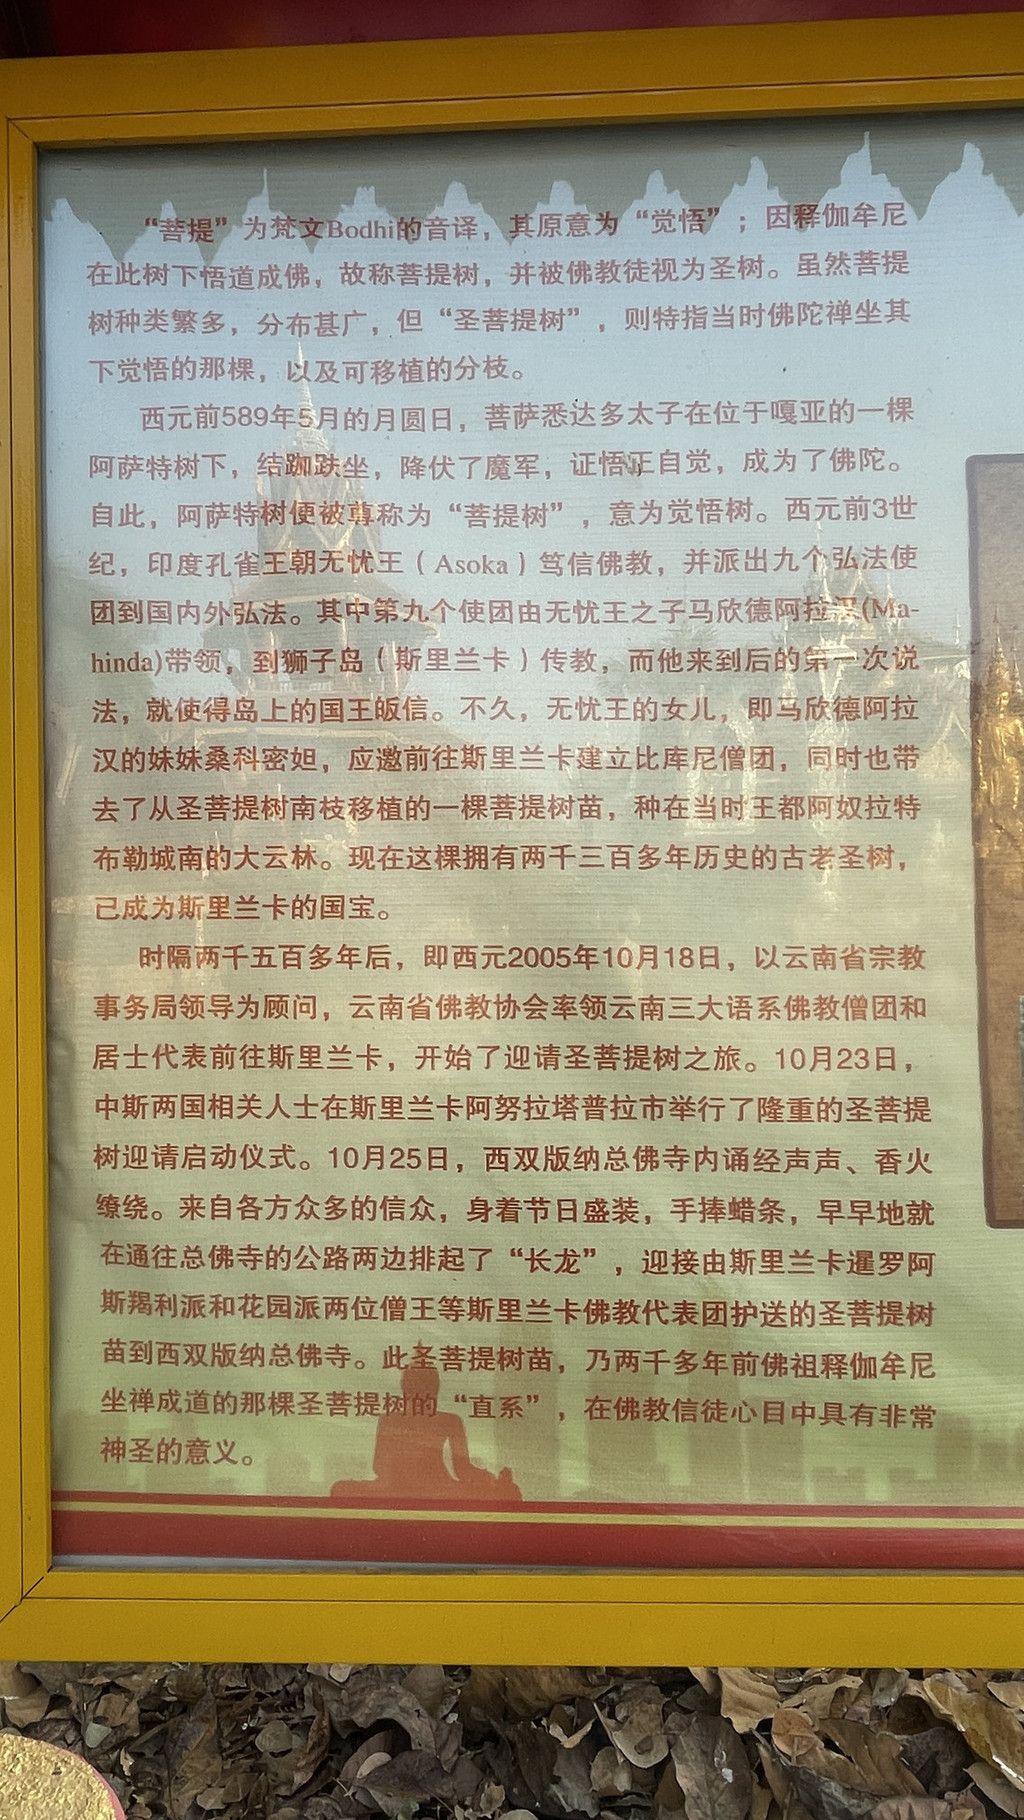 “菩提”为梵文Bodhi的音译，其原意为“觉悟”；因释伽牟尼
在此树下悟道成佛，故称菩提树，并被佛教徒视为圣树。虽然菩提
树种类繁多，分布甚广，但“圣菩提树”，则特指当时佛陀禅坐其
下觉悟的那棵，以及可移植的分枝。
西元前589年5月的月圆日，菩萨悉达多太子在位于嘎亚的一棵
阿萨特树下，结跏趺坐，降伏了魔军，证悟正自觉，成为了佛陀。
自此，阿萨特树便被尊称为“菩提树”，意为觉悟树。西元前3世
纪，印度孔雀王朝无忧王（Asoka）笃信佛教，并派出九个弘法使
团到国内外弘法。其中第九个使团由无忧王之子马欣德阿拉汉(Ma-
hinda)带领，到狮子岛（斯里兰卡）传教，而他来到后的第一次说
法，就使得岛上的国王皈信。不久，无忧王的女儿，即马欣德阿拉
汉的妹妹桑科密妲，应邀前往斯里兰卡建立比库尼僧团，同时也带
去了从圣菩提树南枝移植的一棵菩提树苗，种在当时王都阿奴拉特
布勒城南的大云林。现在这棵拥有两千三百多年历史的古老圣树，
已成为斯里兰卡的国宝。
时隔两千五百多年后，即西元2005年10月18日，以云南省宗教
事务局领导为顾问，云南省佛教协会率领云南三大语系佛教僧团和
居士代表前往斯里兰卡，开始了迎请圣菩提树之旅。10月23日，
中斯两国相关人士在斯里兰卡阿努拉塔普拉市举行了隆重的圣菩提
树迎请启动仪式。10月25日，西双版纳总佛寺内诵经声声、香火
缭绕。来自各方众多的信众，身着节日盛装，手捧蜡条，早早地就
在通往总佛寺的公路两边排起了“长龙”，迎接由斯里兰卡暹罗阿
斯羯利派和花园派两位僧王等斯里兰卡佛教代表团护送的圣菩提树
苗到西双版纳总佛寺。此圣菩提树苗，乃两千多年前佛祖释伽牟尼
坐禅成道的那棵圣菩提树的“直系”，在佛教信徒心目中具有非常
神圣的意义。